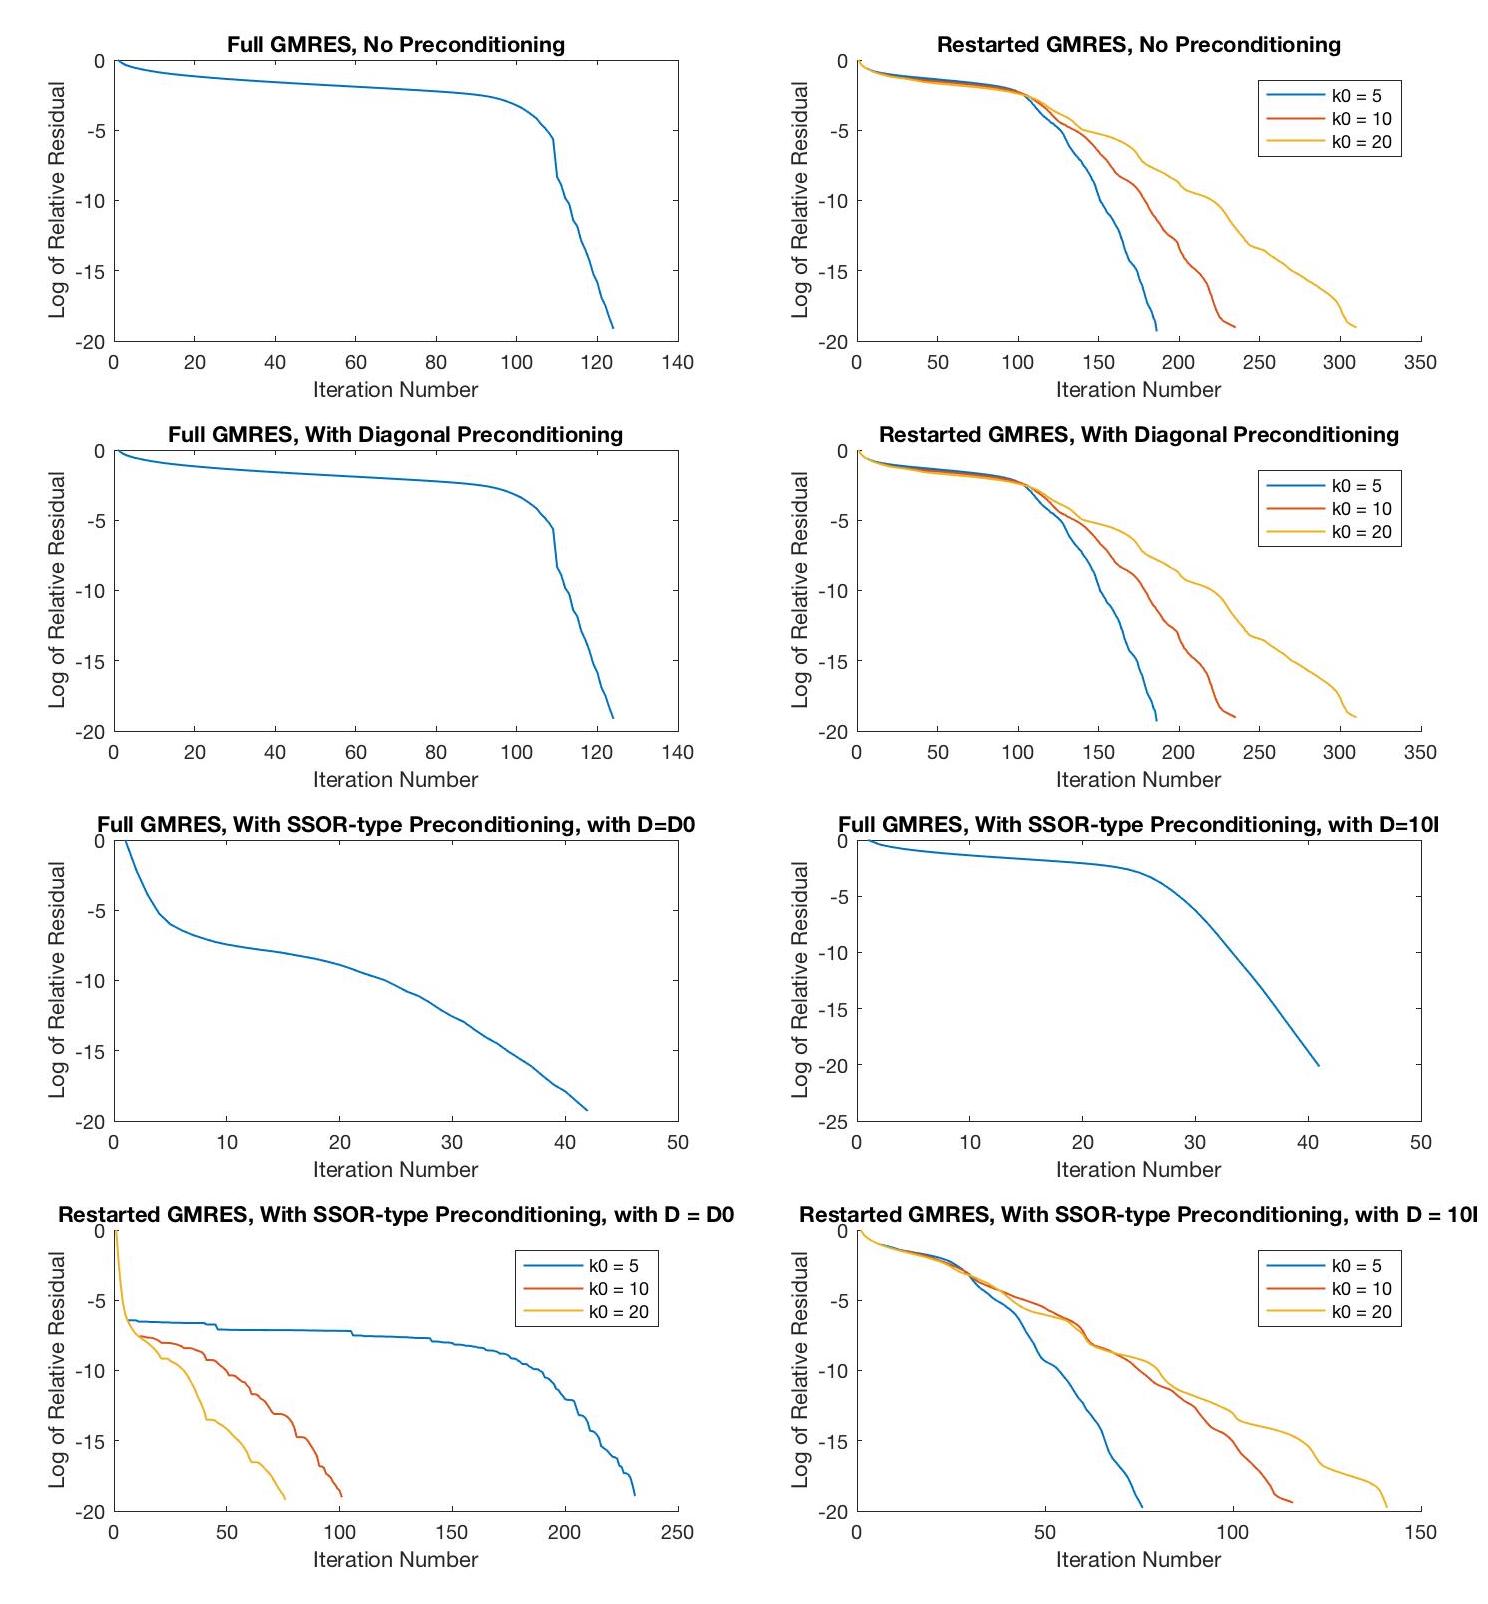 Full GMRES, No Preconditioning
Log of Relative Residual
0
-5
-10
-15
-20
0 20 40 60 80 100 120 140
Iteration Number
Restarted GMRES, No Preconditioning
Log of Relative Residual
0
-5
-10
-15
-20
k0 = 5
k0 = 10
k0 = 20
0 50 100 150 200 250 300 350
Iteration Number
Full GMRES, With Diagonal Preconditioning
Log of Relative Residual
0
-5
-10
-15
-20
0 20 40 60 80 100 120 140
Iteration Number
Restarted GMRES, With Diagonal Preconditioning
Log of Relative Residual
0
-5
-10
-15
-20
k0 = 5
k0 = 10
k0 = 20
0 50 100 150 200 250 300 350
Iteration Number
Full GMRES, With SSOR-type Preconditioning, with D=D0
Log of Relative Residual
0
-5
-10
-15
-20
0 10 20 30 40 50
Iteration Number
Full GMRES, With SSOR-type Preconditioning, with D=10I
Log of Relative Residual
0
-5
-10
-15
-20
-25
0 10 20 30 40 50
Iteration Number
Restarted GMRES, With SSOR-type Preconditioning, with D = D0
Log of Relative Residual
0
-5
-10
-15
-20
k0 = 5
k0 = 10
k0 = 20
0 50 100 150 200 250
Iteration Number
Restarted GMRES, With SSOR-type Preconditioning, with D = 10I
Log of Relative Residual
0
-5
-10
-15
-20
k0 = 5
k0 = 10
k0 = 20
0 50 100 150
Iteration Number